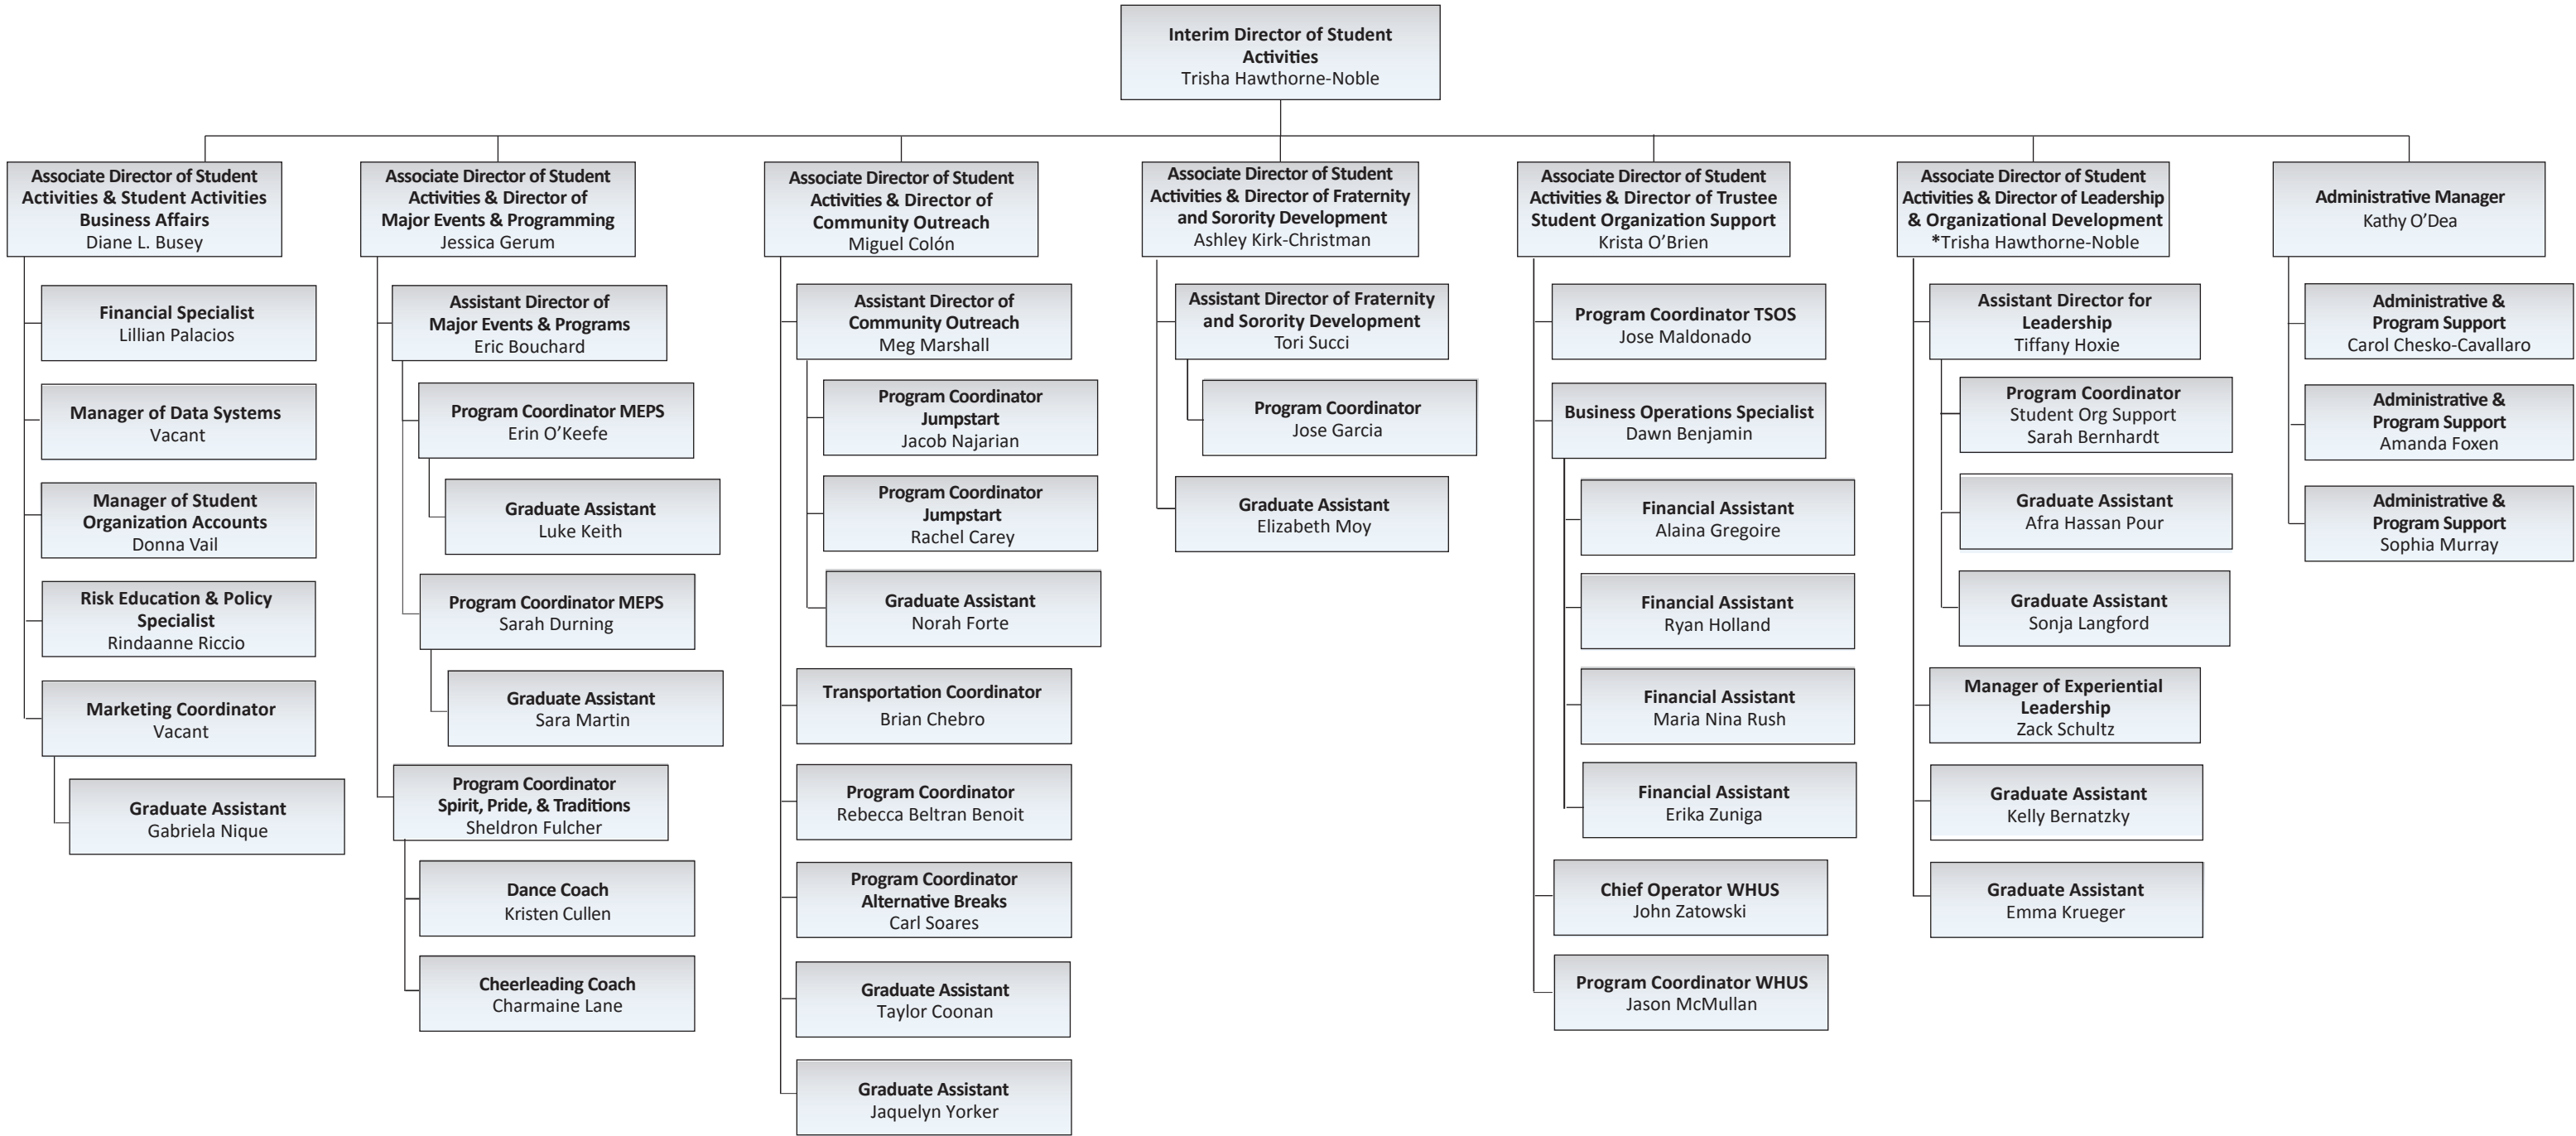 Interim Director of Student
Activities
Trisha Hawthorne-Noble
Associate Director of Student
Activities & Student Activities
Business Affairs
Diane L. Busey
Financial Specialist
Lillian Palacios
Manager of Data Systems
Vacant
Manager of Student
Organization Accounts
Donna Vail
Risk Education & Policy
Specialist
Rindaanne Riccio
Marketing Coordinator
Vacant
Graduate Assistant
Gabriela Nique
Associate Director of Student
Activities & Director of
Major Events & Programming
Jessica Gerum
Assistant Director of
Major Events & Programs
Eric Bouchard
Program Coordinator MEPS
Erin O’Keefe
Graduate Assistant
Luke Keith
Program Coordinator MEPS
Sarah Durning
Graduate Assistant
Sara Martin
Program Coordinator
Spirit, Pride, & Traditions
Sheldron Fulcher
Dance Coach
Kristen Cullen
Cheerleading Coach
Charmaine Lane
Associate Director of Student
Activities & Director of
Community Outreach
Miguel Colón
Assistant Director of
Community Outreach
Meg Marshall
Program Coordinator
Jumpstart
Jacob Najarian
Program Coordinator
Jumpstart
Rachel Carey
Graduate Assistant
Norah Forte
Transportation Coordinator
Brian Chebro
Program Coordinator
Rebecca Beltran Benoit
Program Coordinator
Alternative Breaks
Carl Soares
Graduate Assistant
Taylor Coonan
Graduate Assistant
Jaquelyn Yorker
Associate Director of Student
Activities & Director of Fraternity
and Sorority Development
Ashley Kirk-Christman
Assistant Director of Fraternity
and Sorority Development
Tori Succi
Program Coordinator
Jose Garcia
Graduate Assistant
Elizabeth Moy
Associate Director of Student
Activities & Director of Trustee
Student Organization Support
Krista O’Brien
Program Coordinator TSOS
Jose Maldonado
Business Operations Specialist
Dawn Benjamin
Financial Assistant
Alaina Gregoire
Financial Assistant
Ryan Holland
Financial Assistant
Maria Nina Rush
Financial Assistant
Erika Zuniga
Chief Operator WHUS
John Zatowski
Program Coordinator WHUS
Jason McMullan
Associate Director of Student
Activities & Director of Leadership
& Organizational Development
*Trisha Hawthorne-Noble
Assistant Director for
Leadership
Tiffany Hoxie
Program Coordinator
Student Org Support
Sarah Bernhardt
Graduate Assistant
Afra Hassan Pour
Graduate Assistant
Sonja Langford
Manager of Experiential
Leadership
Zack Schultz
Graduate Assistant
Kelly Bernatzky
Graduate Assistant
Emma Krueger
Administrative Manager
Kathy O’Dea
Administrative &
Program Support
Carol Chesko-Cavallaro
Administrative &
Program Support
Amanda Foxen
Administrative &
Program Support
Sophia Murray